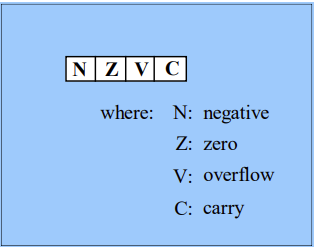 N Z V C
where: N: negative
Z: zero
V: overflow
C: carry